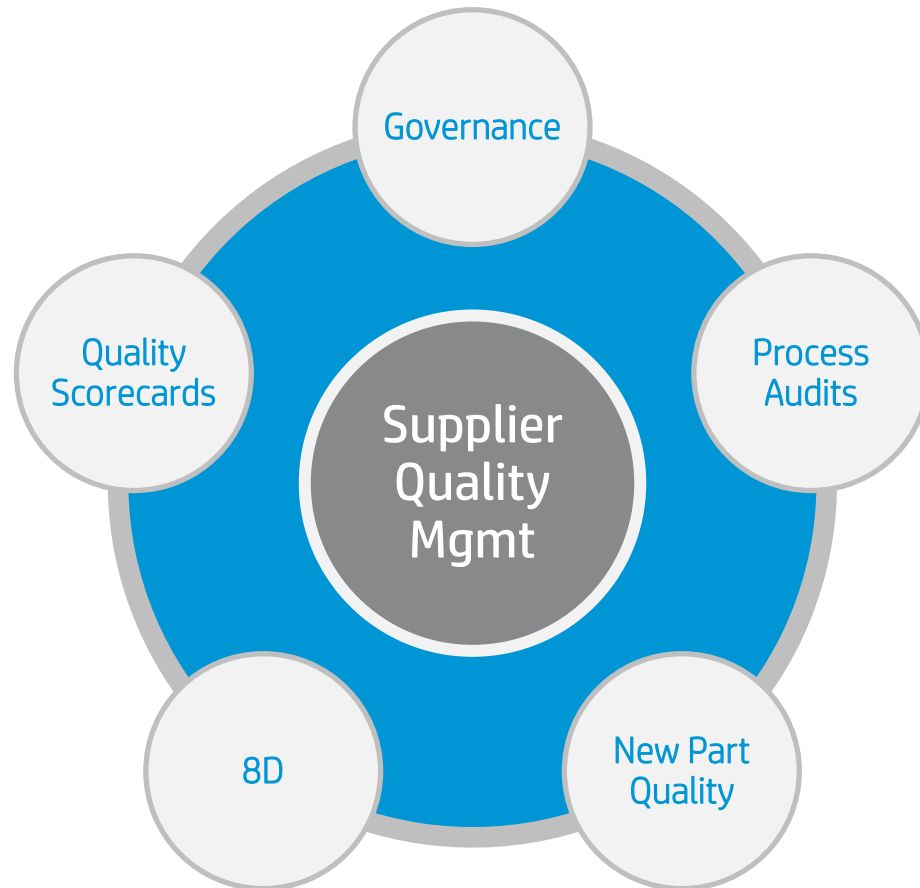 Governance
Quality
Scorecards
Process
Audits
Supplier
Quality
Mgmt
8D
New Part
Quality